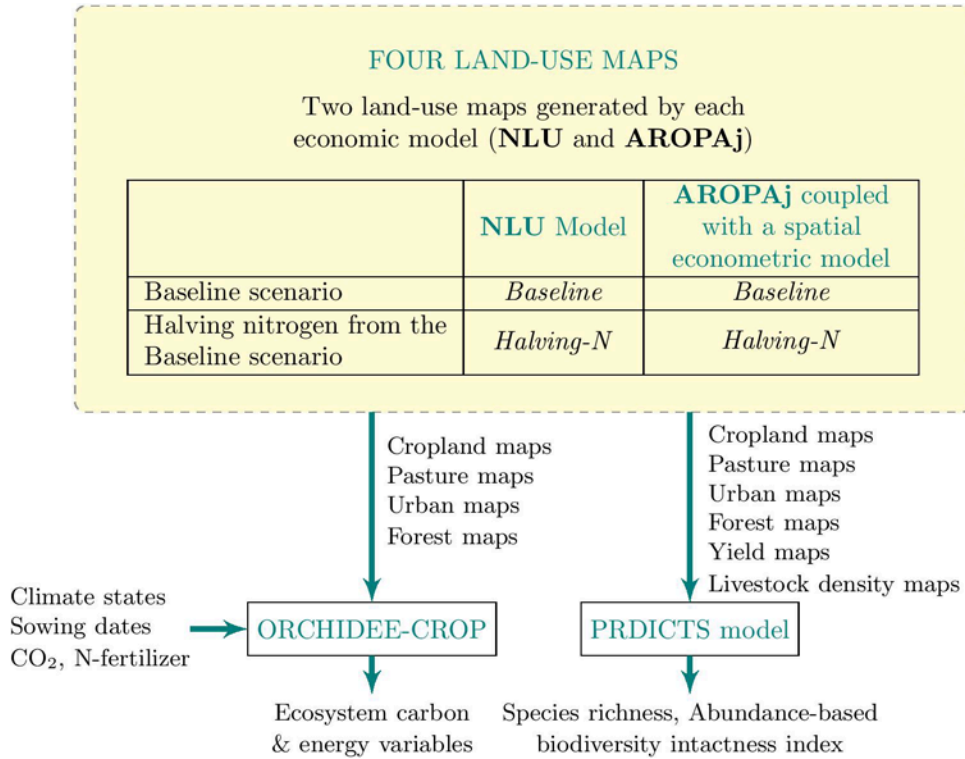 FOUR LAND-USE MAPS
Two land-use maps generated by each
economic model (NLU and AROPAj)
NLU Model
AROPAj coupled
with a spatial
econometric model
Baseline scenario
Baseline
Baseline
Halving nitrogen from the
Baseline scenario
Halving-N
Halving-N
Cropland maps
Pasture maps
Urban maps
Forest maps
Cropland maps
Pasture maps
Urban maps
Forest maps
Yield maps
Livestock density maps
Climate states
Sowing dates
CO₂, N-fertilizer
ORCHIDEE-CROP
PRDICTS model
Ecosystem carbon
& energy variables
Species richness, Abundance-based
biodiversity intactness index